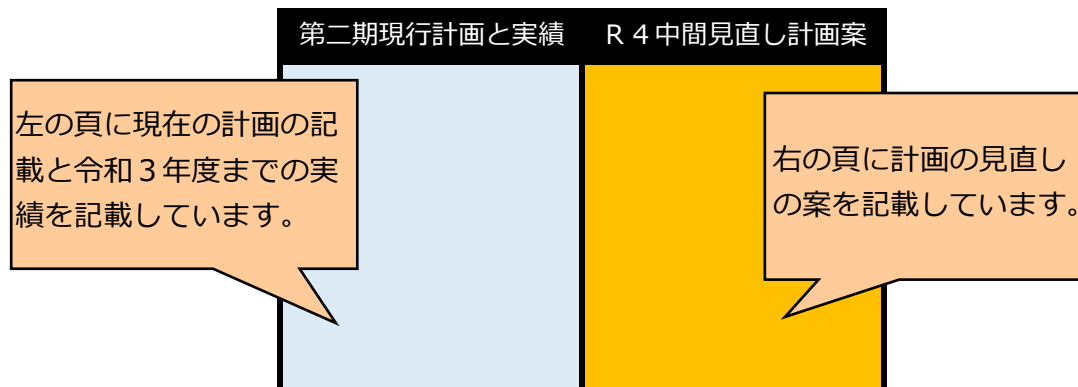 第二期現行計画と実績
Ｒ４中間見直し計画案
左の頁に現在の計画の記
載と令和３年度までの実
績を記載しています。
右の頁に計画の見直し
の案を記載しています。